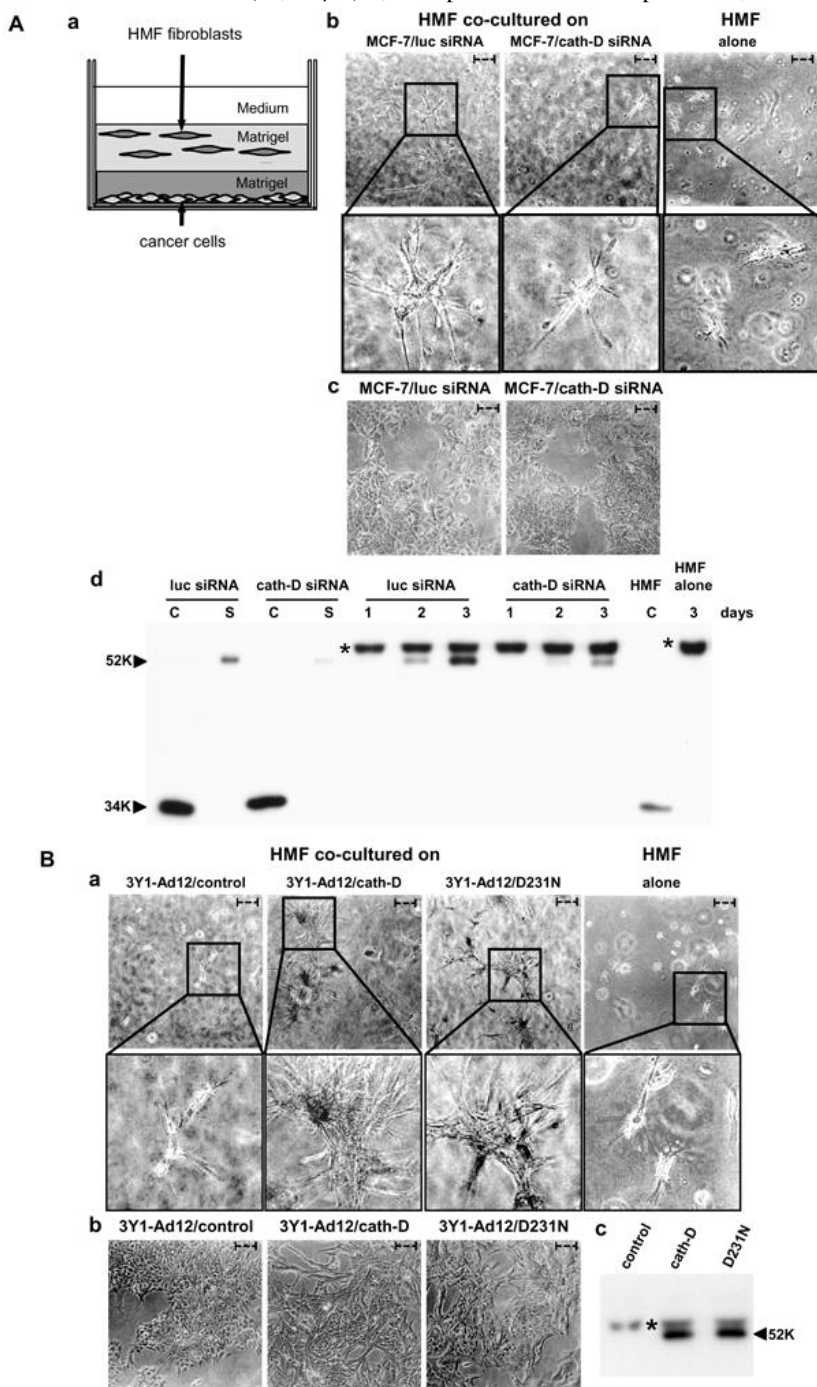 A
a
HMF fibroblasts
Medium
Matrigel
Matrigel
cancer cells
b
HMF co-cultured on
HMF
MCF-7/luc siRNA
MCF-7/cath-D siRNA
alone
c
MCF-7/luc siRNA
MCF-7/cath-D siRNA
d
luc siRNA
cath-D siRNA
luc siRNA
cath-D siRNA
HMF
HMF alone
C S C S 1 2 3 1 2 3 C 3 days
52K
*
*
34K
B
HMF co-cultured on
HMF
a
3Y1-Ad12/control
3Y1-Ad12/cath-D
3Y1-Ad12/D231N
alone
b
3Y1-Ad12/control
3Y1-Ad12/cath-D
3Y1-Ad12/D231N
c
control
cath-D
D231N
*
52K